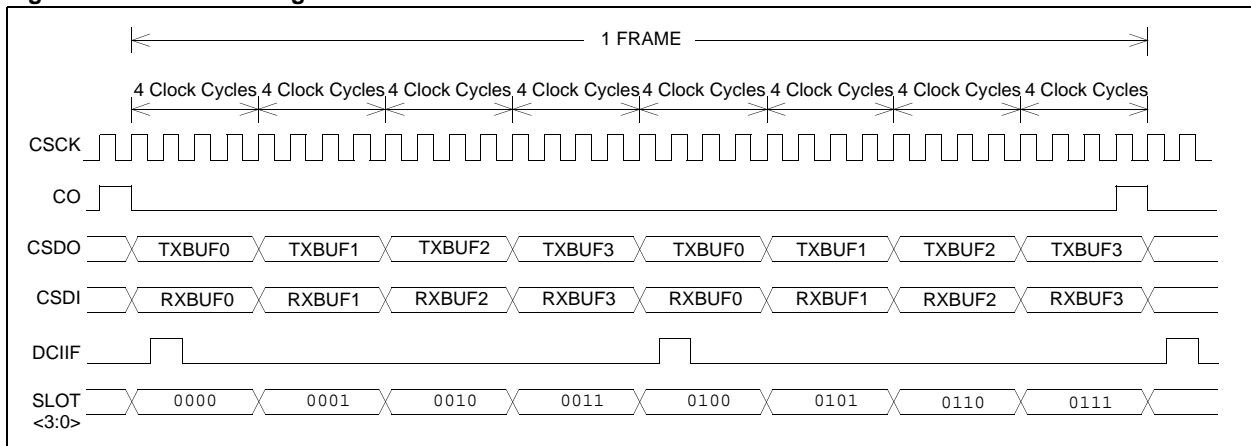 1 FRAME
4 Clock Cycles 4 Clock Cycles 4 Clock Cycles 4 Clock Cycles 4 Clock Cycles 4 Clock Cycles 4 Clock Cycles 4 Clock Cycles
CSCK
CO
CSDO TXBUF0 TXBUF1 TXBUF2 TXBUF3 TXBUF0 TXBUF1 TXBUF2 TXBUF3
CSDI RXBUF0 RXBUF1 RXBUF2 RXBUF3 RXBUF0 RXBUF1 RXBUF2 RXBUF3
DCIIF
SLOT 0000 0001 0010 0011 0100 0101 0110 0111
<3:0>